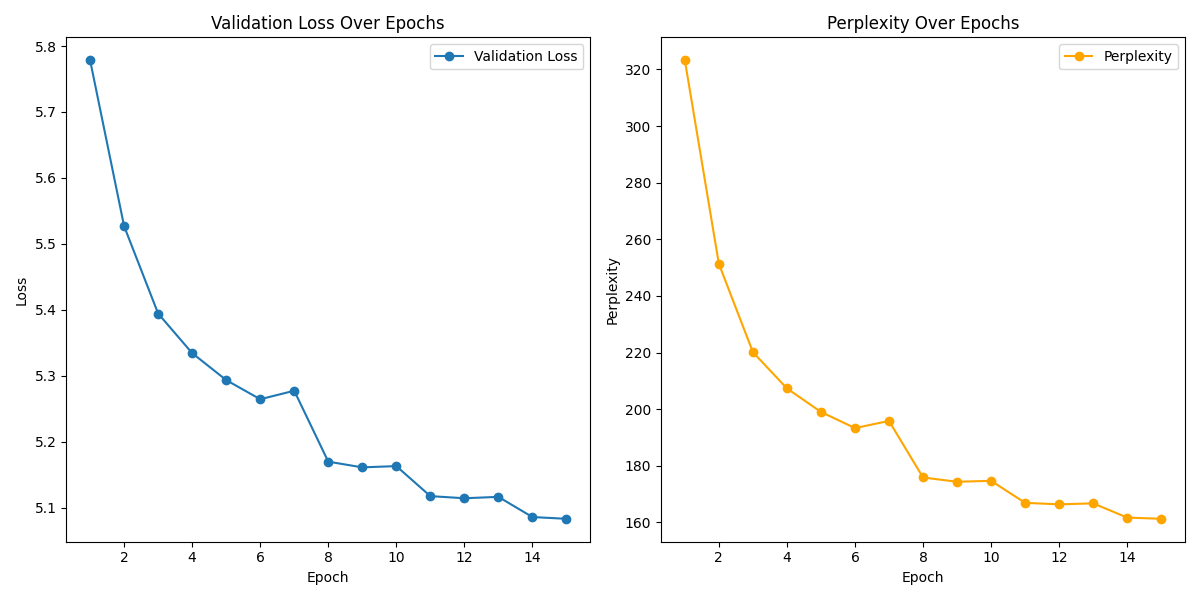 Validation Loss Over Epochs
Validation Loss
Loss
5.8
5.7
5.6
5.5
5.4
5.3
5.2
5.1
2 4 6 8 10 12 14
Epoch
Perplexity Over Epochs
Perplexity
Perplexity
320
300
280
260
240
220
200
180
160
2 4 6 8 10 12 14
Epoch